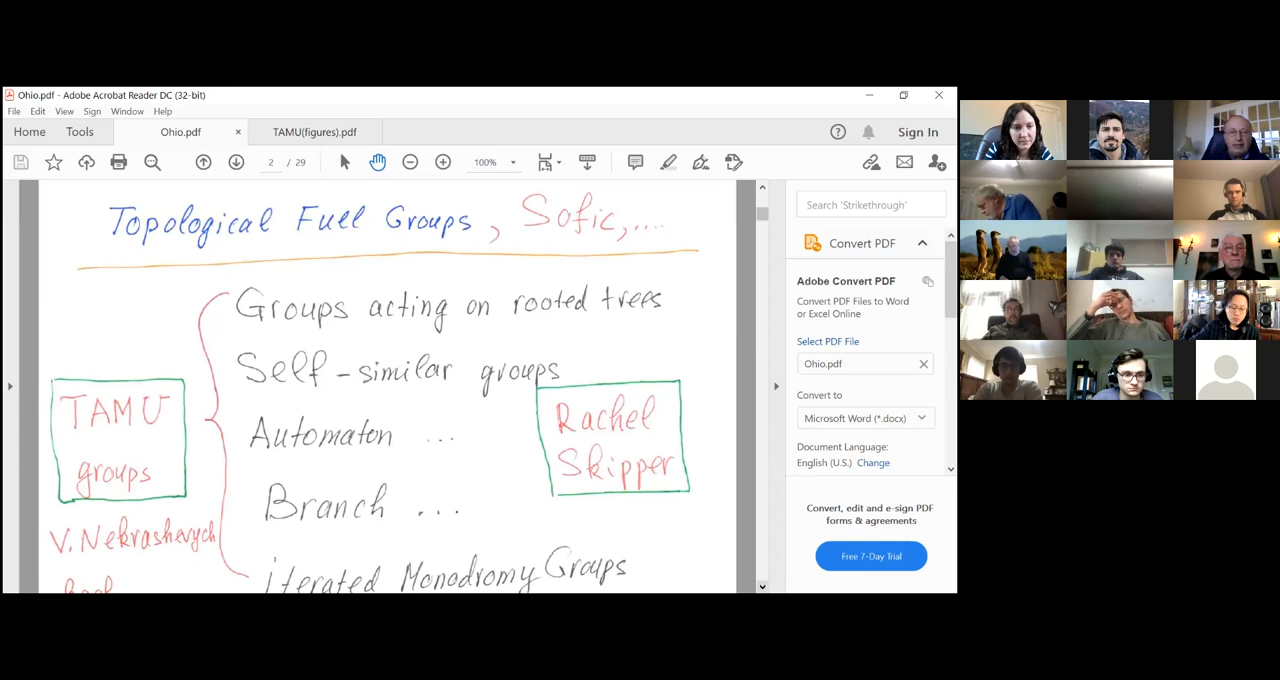 Ohio.pdf - Adobe Acrobat Reader DC (32-bit)
File Edit View Sign Window Help
Home Tools Ohio.pdf × TAMU(figures).pdf Sign In
2 / 29 100%
Topological Full Groups, Sofic,....
Groups acting on rooted trees
Self-similar groups
TAMU groups
Automaton ...
Rachel Skipper
Branch ...
V. Nekrashevych
iterated Monodromy Groups
Search 'Strikethrough'
Convert PDF
Adobe Convert PDF
Convert PDF Files to Word
or Excel Online
Select PDF File
Ohio.pdf
Convert to
Microsoft Word (*.docx)
Document Language:
English (U.S.) Change
Convert, edit and e-sign PDF
forms & agreements
Free 7-Day Trial